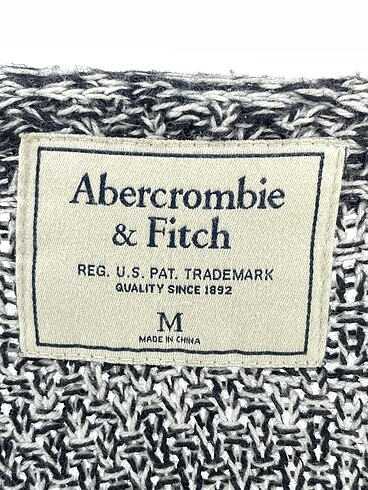 Abercrombie
& Fitch
REG. U.S. PAT. TRADEMARK
QUALITY SINCE 1892
M
MADE IN CHINA